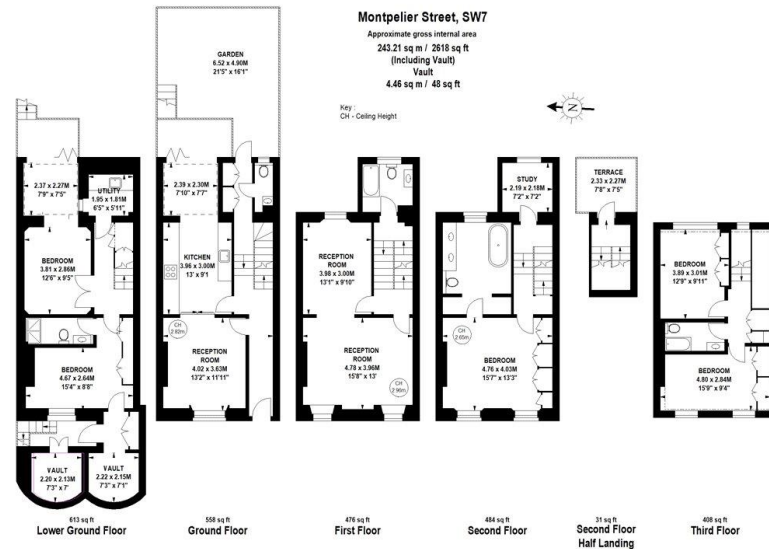 Montpelier Street, SW7
Approximate gross internal area
243.21 sq m / 2618 sq ft
(Including Vault)
Vault
4.46 sq m / 48 sq ft
Key :
CH - Ceiling Height
N
GARDEN
6.52 x 4.90M
21'5" x 16'1"
2.37 x 2.27M
7'9" x 7'5"
UTILITY
1.95 x 1.81M
6'5" x 5'11"
BEDROOM
3.81 x 2.86M
12'6" x 9'5"
BEDROOM
4.67 x 2.64M
15'4" x 8'8"
VAULT
2.20 x 2.13M
7'3" x 7'
VAULT
2.22 x 2.15M
7'3" x 7'1"
613 sq ft
Lower Ground Floor
2.39 x 2.30M
7'10" x 7'7"
KITCHEN
3.96 x 3.00M
13' x 9'1
CH
2.82m
RECEPTION
ROOM
4.02 x 3.63M
13'2" x 11'11"
558 sq ft
Ground Floor
RECEPTION
ROOM
3.98 x 3.00M
13'1" x 9'10"
RECEPTION
ROOM
4.78 x 3.96M
15'8" x 13'
CH
2.96m
476 sq ft
First Floor
STUDY
2.19 x 2.18M
7'2" x 7'2"
CH
2.65m
BEDROOM
4.76 x 4.03M
15'7" x 13'3"
484 sq ft
Second Floor
TERRACE
2.33 x 2.27M
7'8" x 7'5"
31 sq ft
Second Floor
Half Landing
BEDROOM
3.89 x 3.01M
12'9" x 9'11"
BEDROOM
4.80 x 2.84M
15'9" x 9'4"
408 sq ft
Third Floor